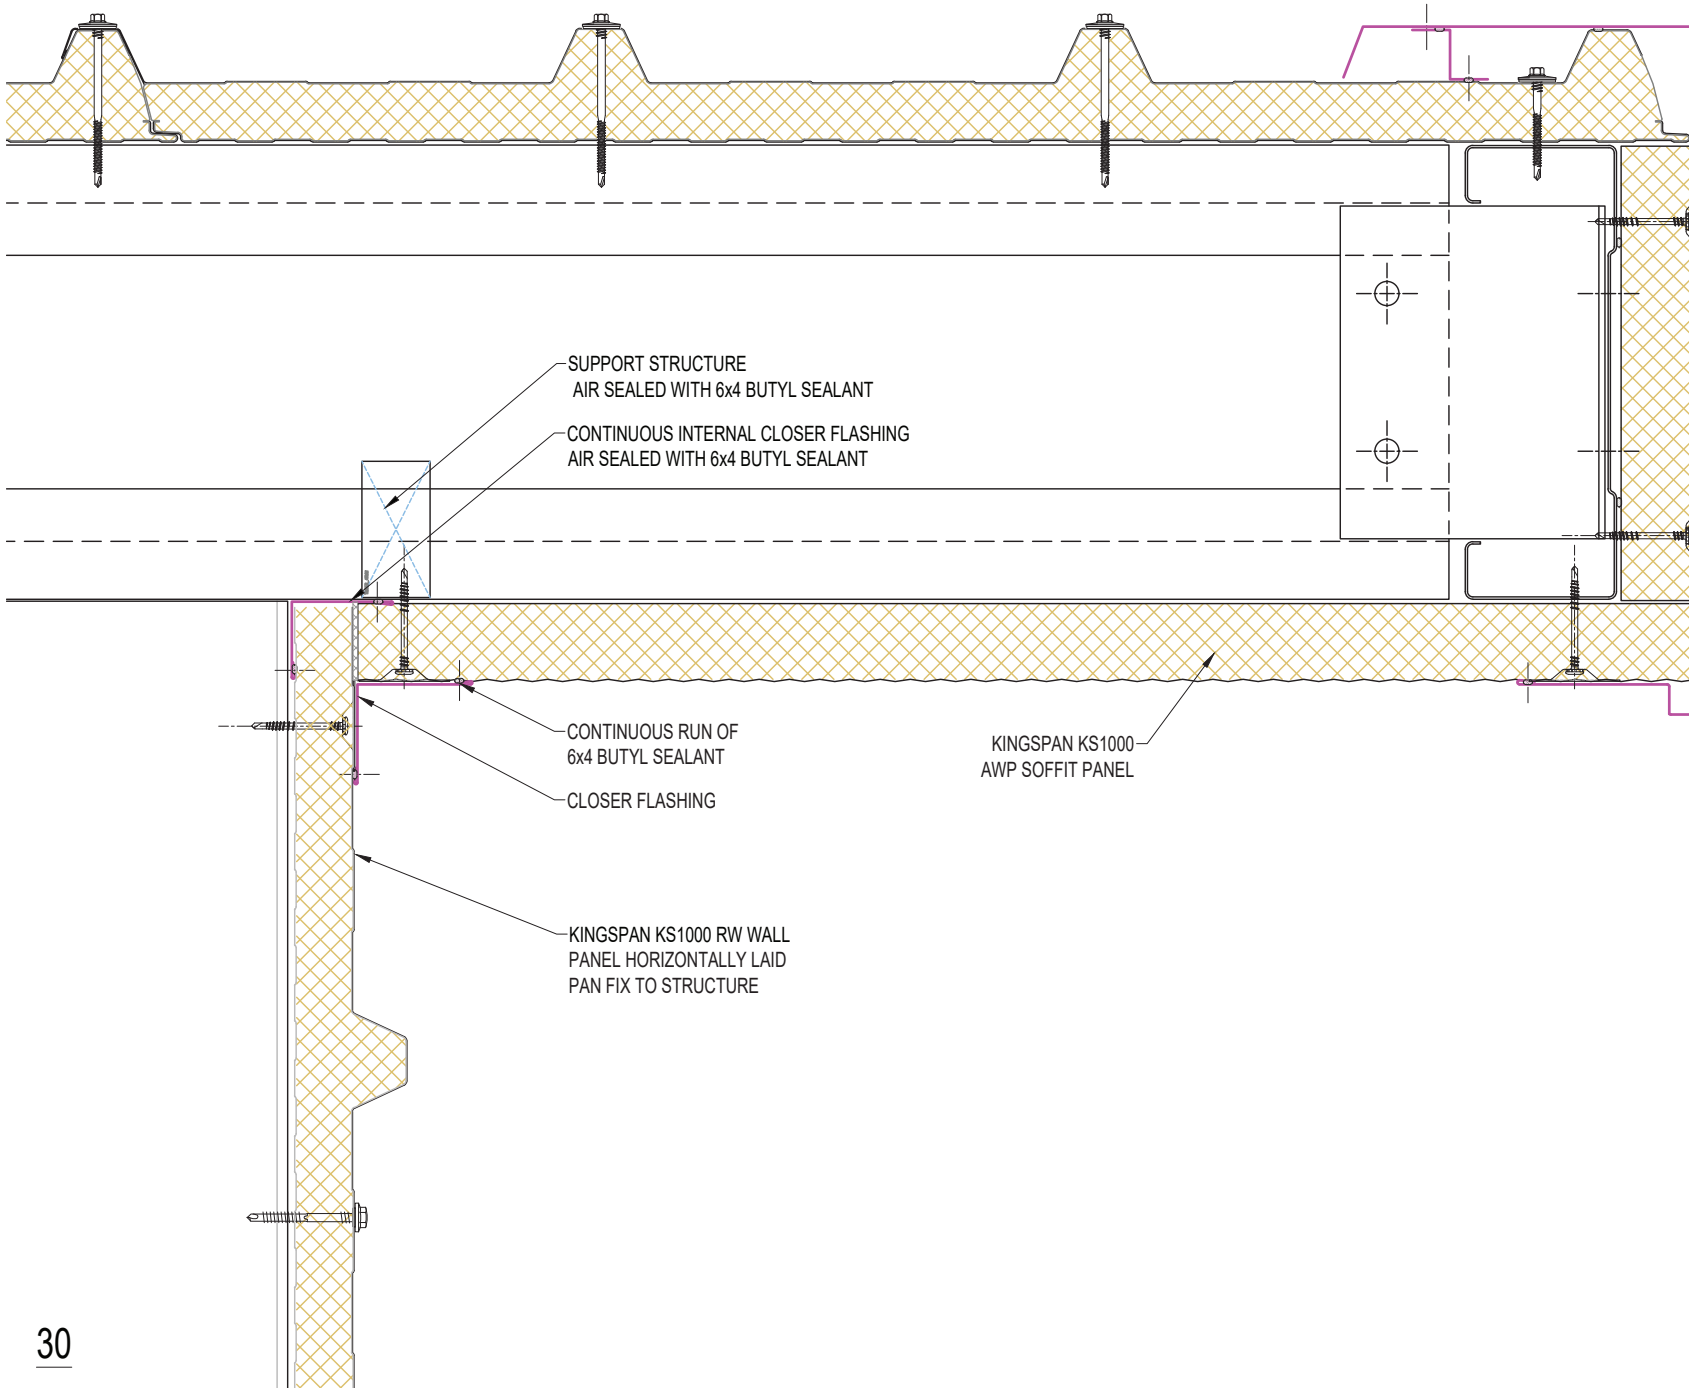 SUPPORT STRUCTURE
AIR SEALED WITH 6x4 BUTYL SEALANT
CONTINUOUS INTERNAL CLOSER FLASHING
AIR SEALED WITH 6x4 BUTYL SEALANT
CONTINUOUS RUN OF
6x4 BUTYL SEALANT
KINGSPAN KS1000
AWP SOFFIT PANEL
CLOSER FLASHING
KINGSPAN KS1000 RW WALL
PANEL HORIZONTALLY LAID
PAN FIX TO STRUCTURE
30